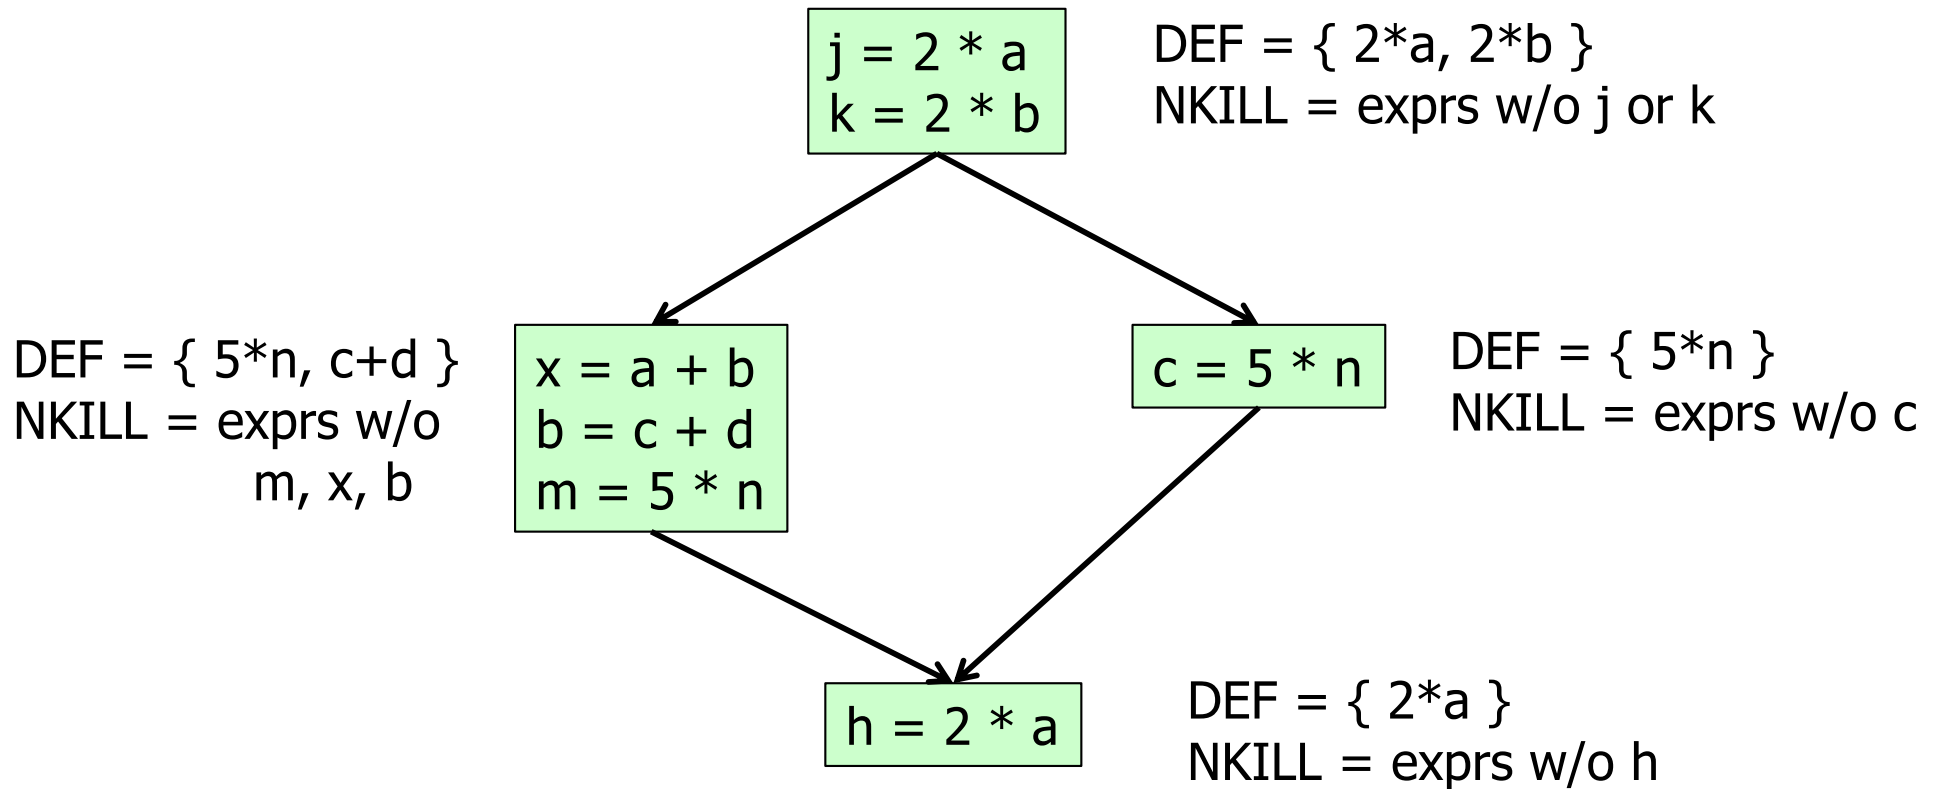 j = 2 * a
k = 2 * b
DEF = { 2*a, 2*b }
NKILL = exprs w/o j or k
DEF = { 5*n, c+d }
NKILL = exprs w/o
m, x, b
x = a + b
b = c + d
m = 5 * n
c = 5 * n
DEF = { 5*n }
NKILL = exprs w/o c
h = 2 * a
DEF = { 2*a }
NKILL = exprs w/o h